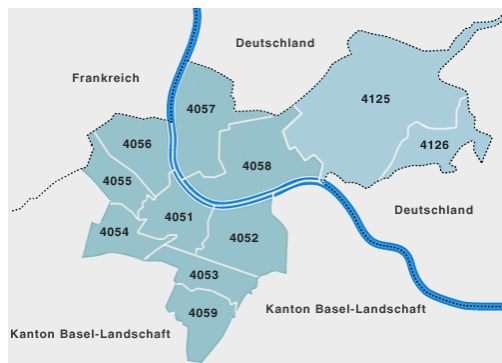 Deutschland
Frankreich
4125
4057
4056
4126
4058
4055
Deutschland
4051
4054
4052
4053
Kanton Basel-Landschaft
4059
Kanton Basel-Landschaft